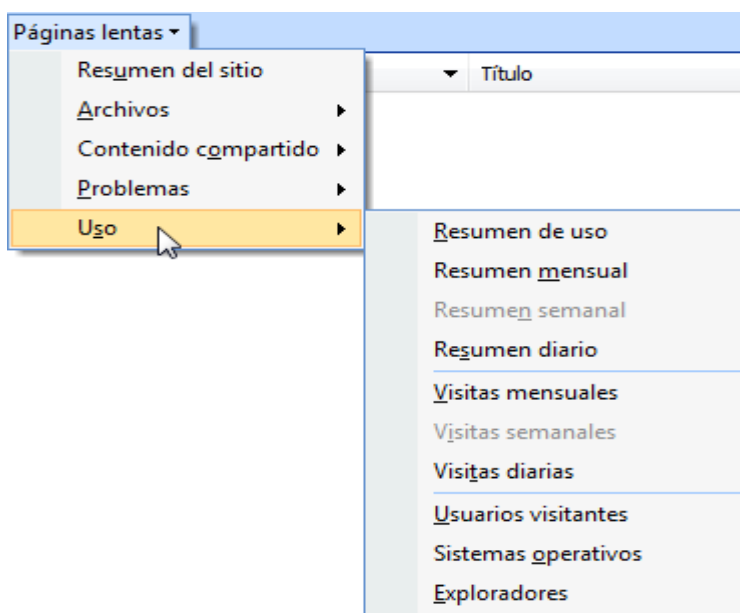 Páginas lentas
Resumen del sitio
Título
Archivos
Contenido compartido
Problemas
Uso
Resumen de uso
Resumen mensual
Resumen semanal
Resumen diario
Visitas mensuales
Visitas semanales
Visitas diarias
Usuarios visitantes
Sistemas operativos
Exploradores